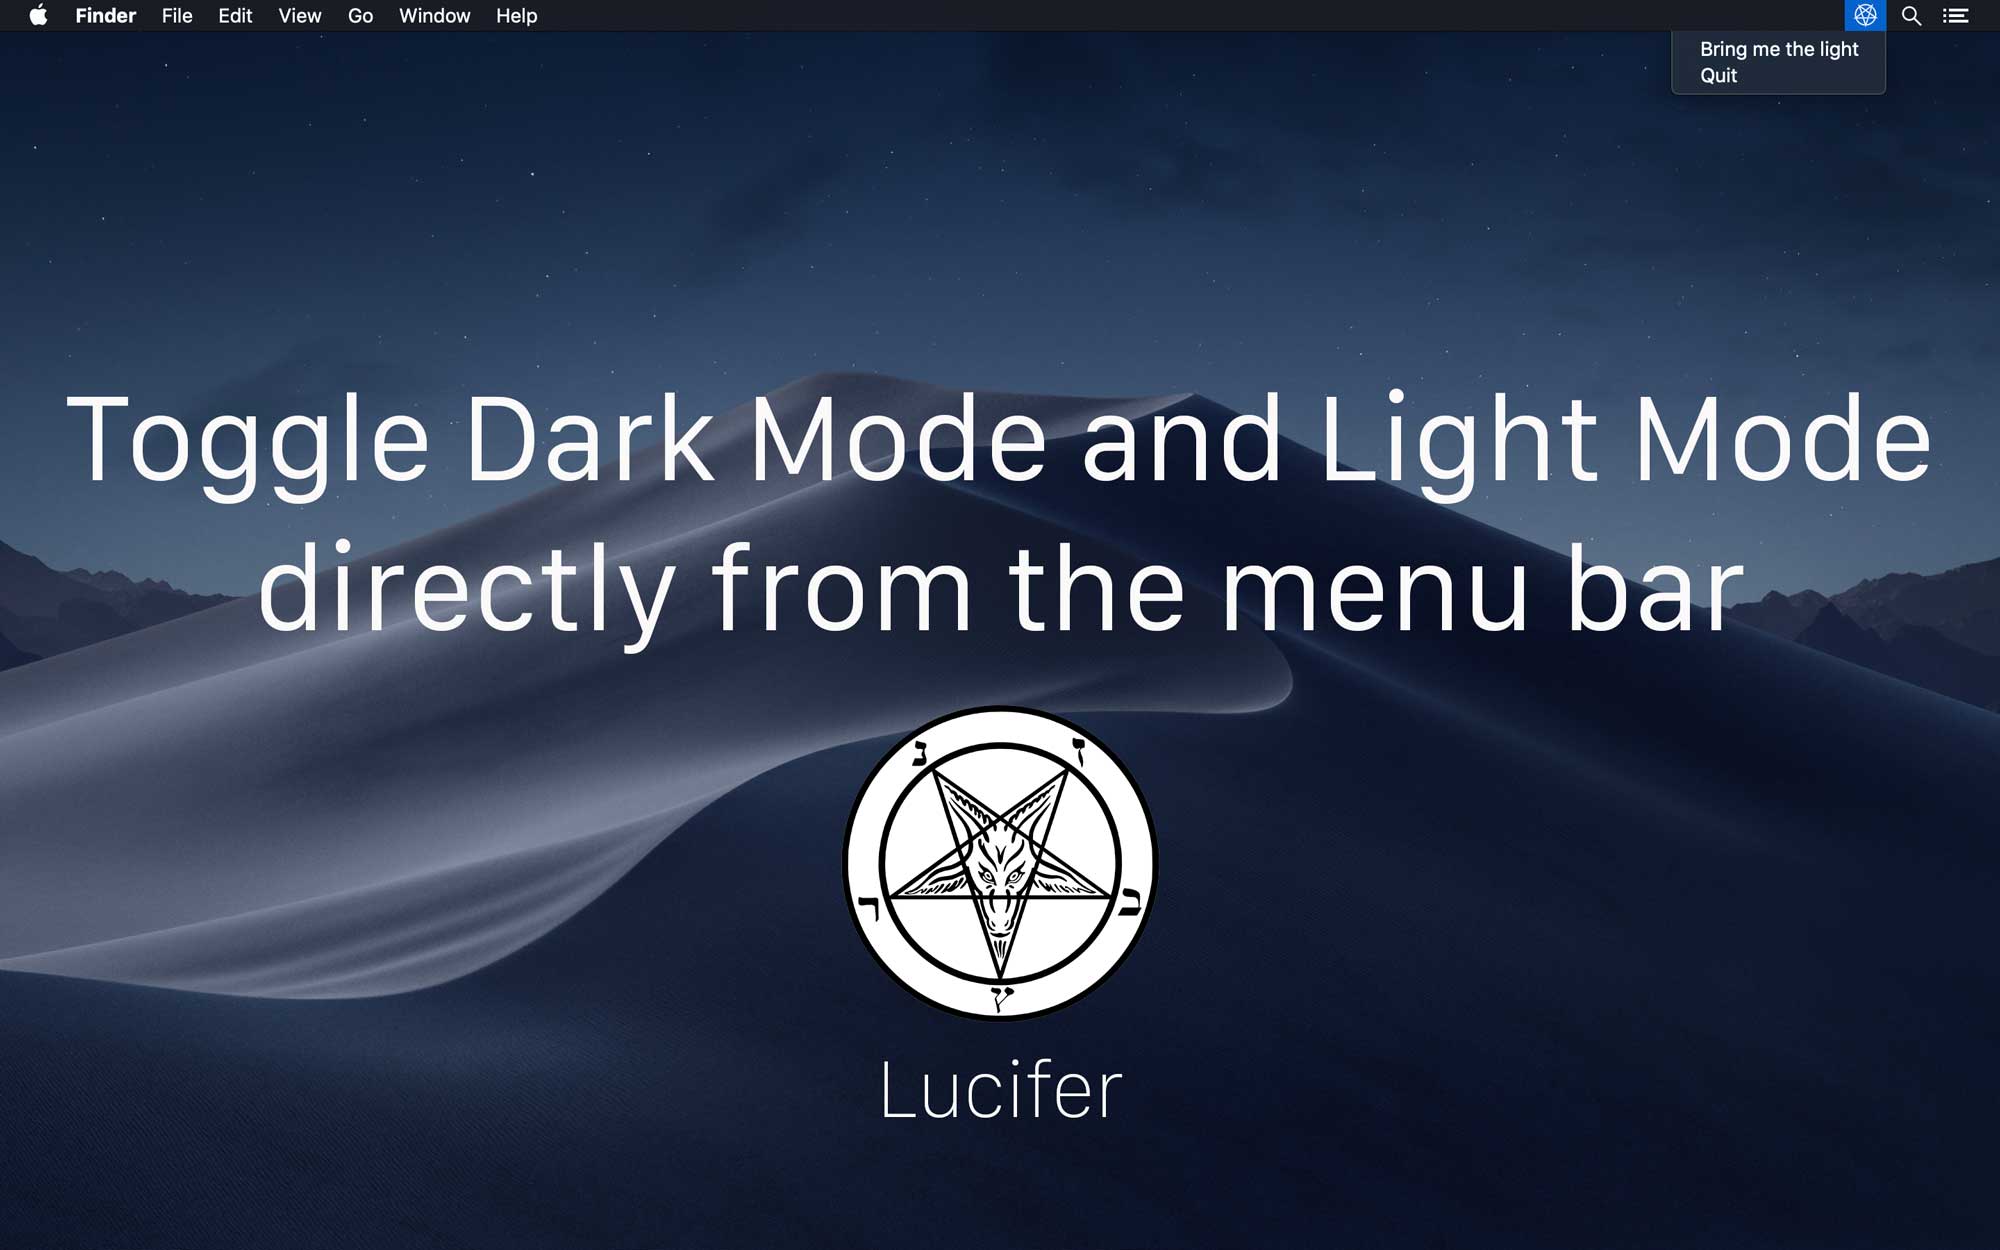 Finder File Edit View Go Window Help
Bring me the light
Quit
Toggle Dark Mode and Light Mode
directly from the menu bar
נ ז
ר ב
ץ
Lucifer